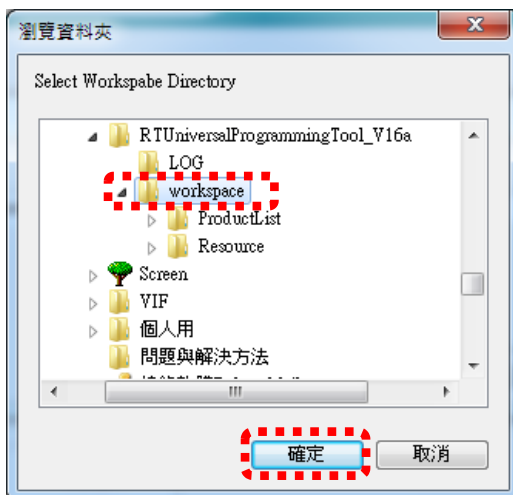 瀏覽資料夾
Select Workspabe Directory
RTUniversalProgrammingTool_V16a
LOG
workspace
ProductList
Resource
Screen
VIF
個人用
問題與解決方法
確定
取消